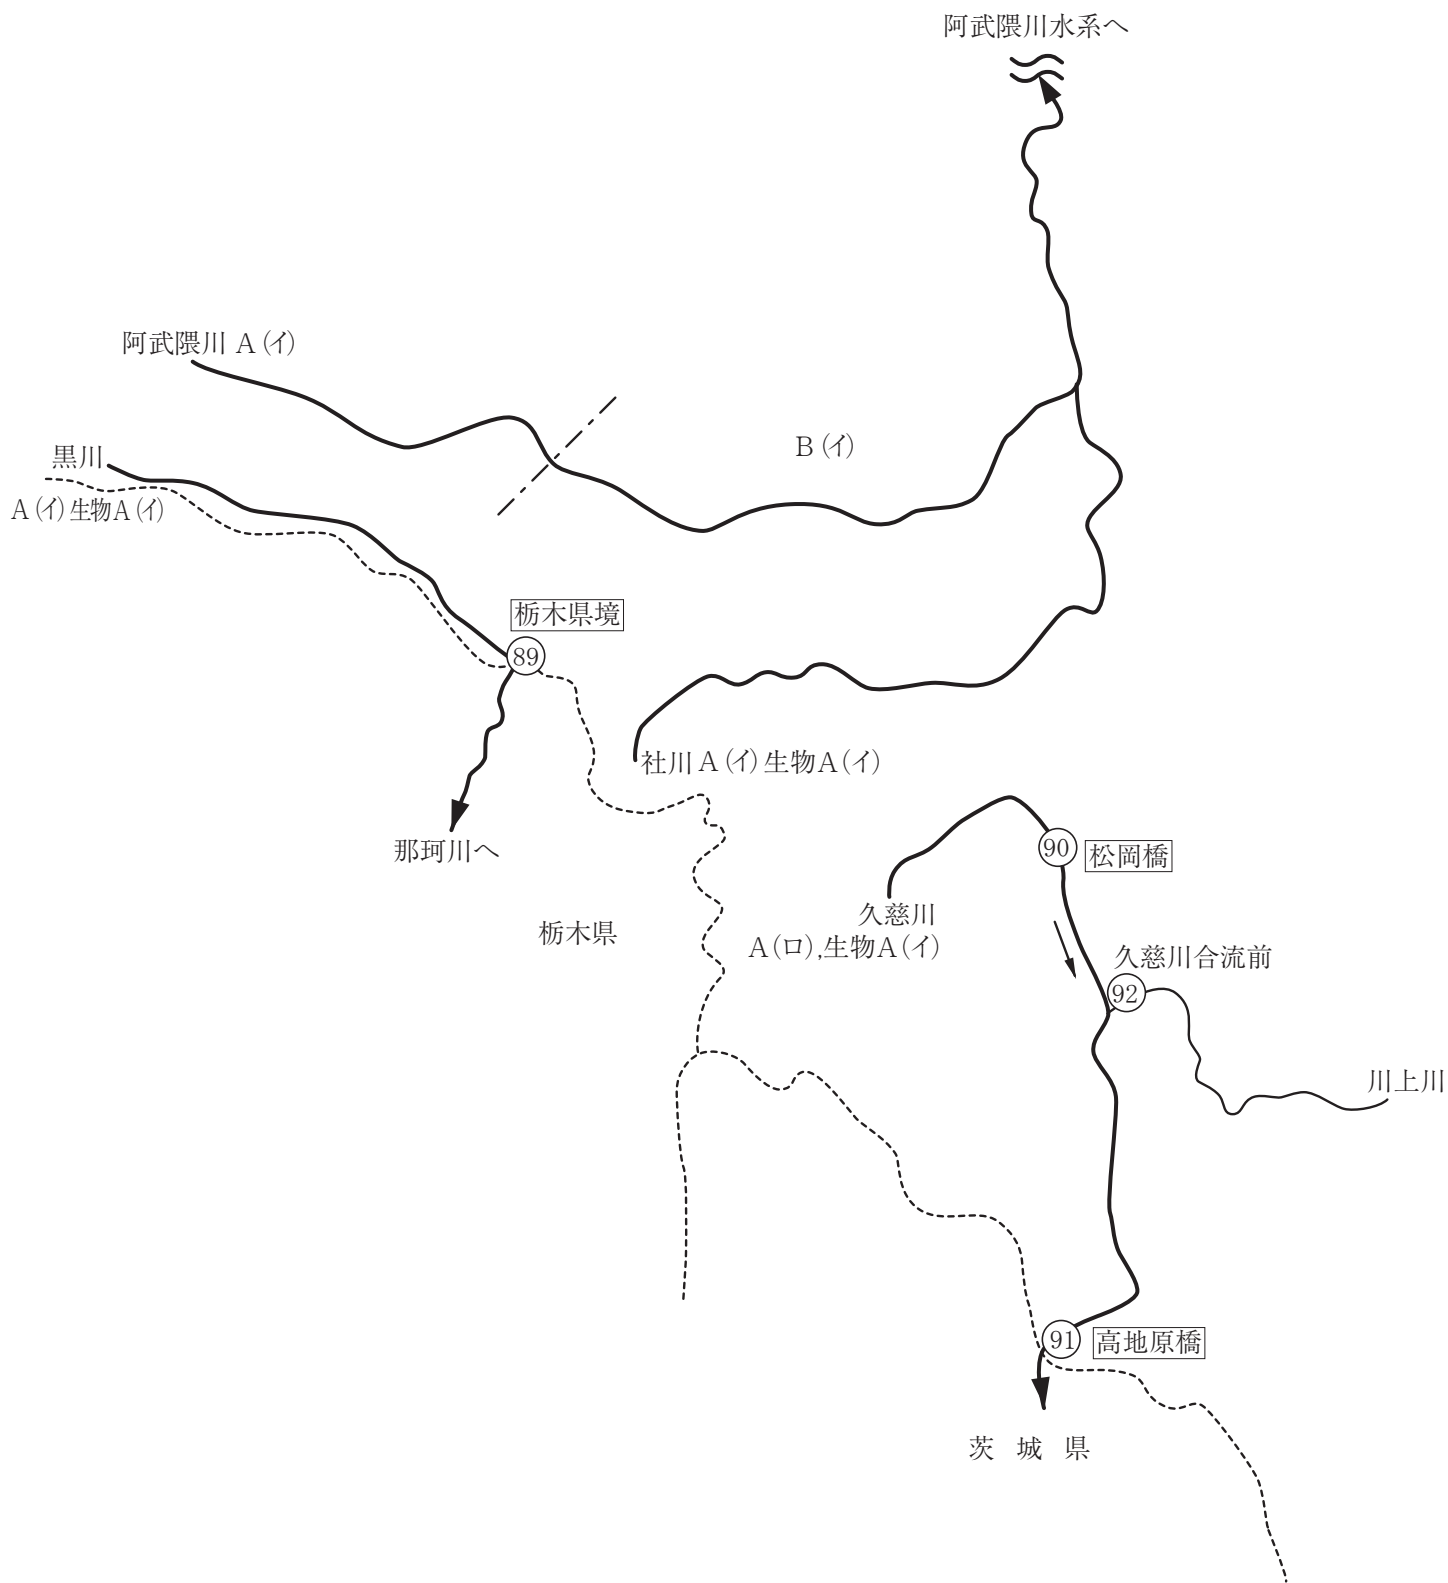 阿武隈川水系へ
阿武隈川 A(イ)
B(イ)
黒川
A(イ)生物A(イ)
栃木県境
89
社川A(イ)生物A(イ)
那珂川へ
90
松岡橋
久慈川
A(ロ),生物A(イ)
栃木県
久慈川合流前
92
川上川
91
高地原橋
茨城県